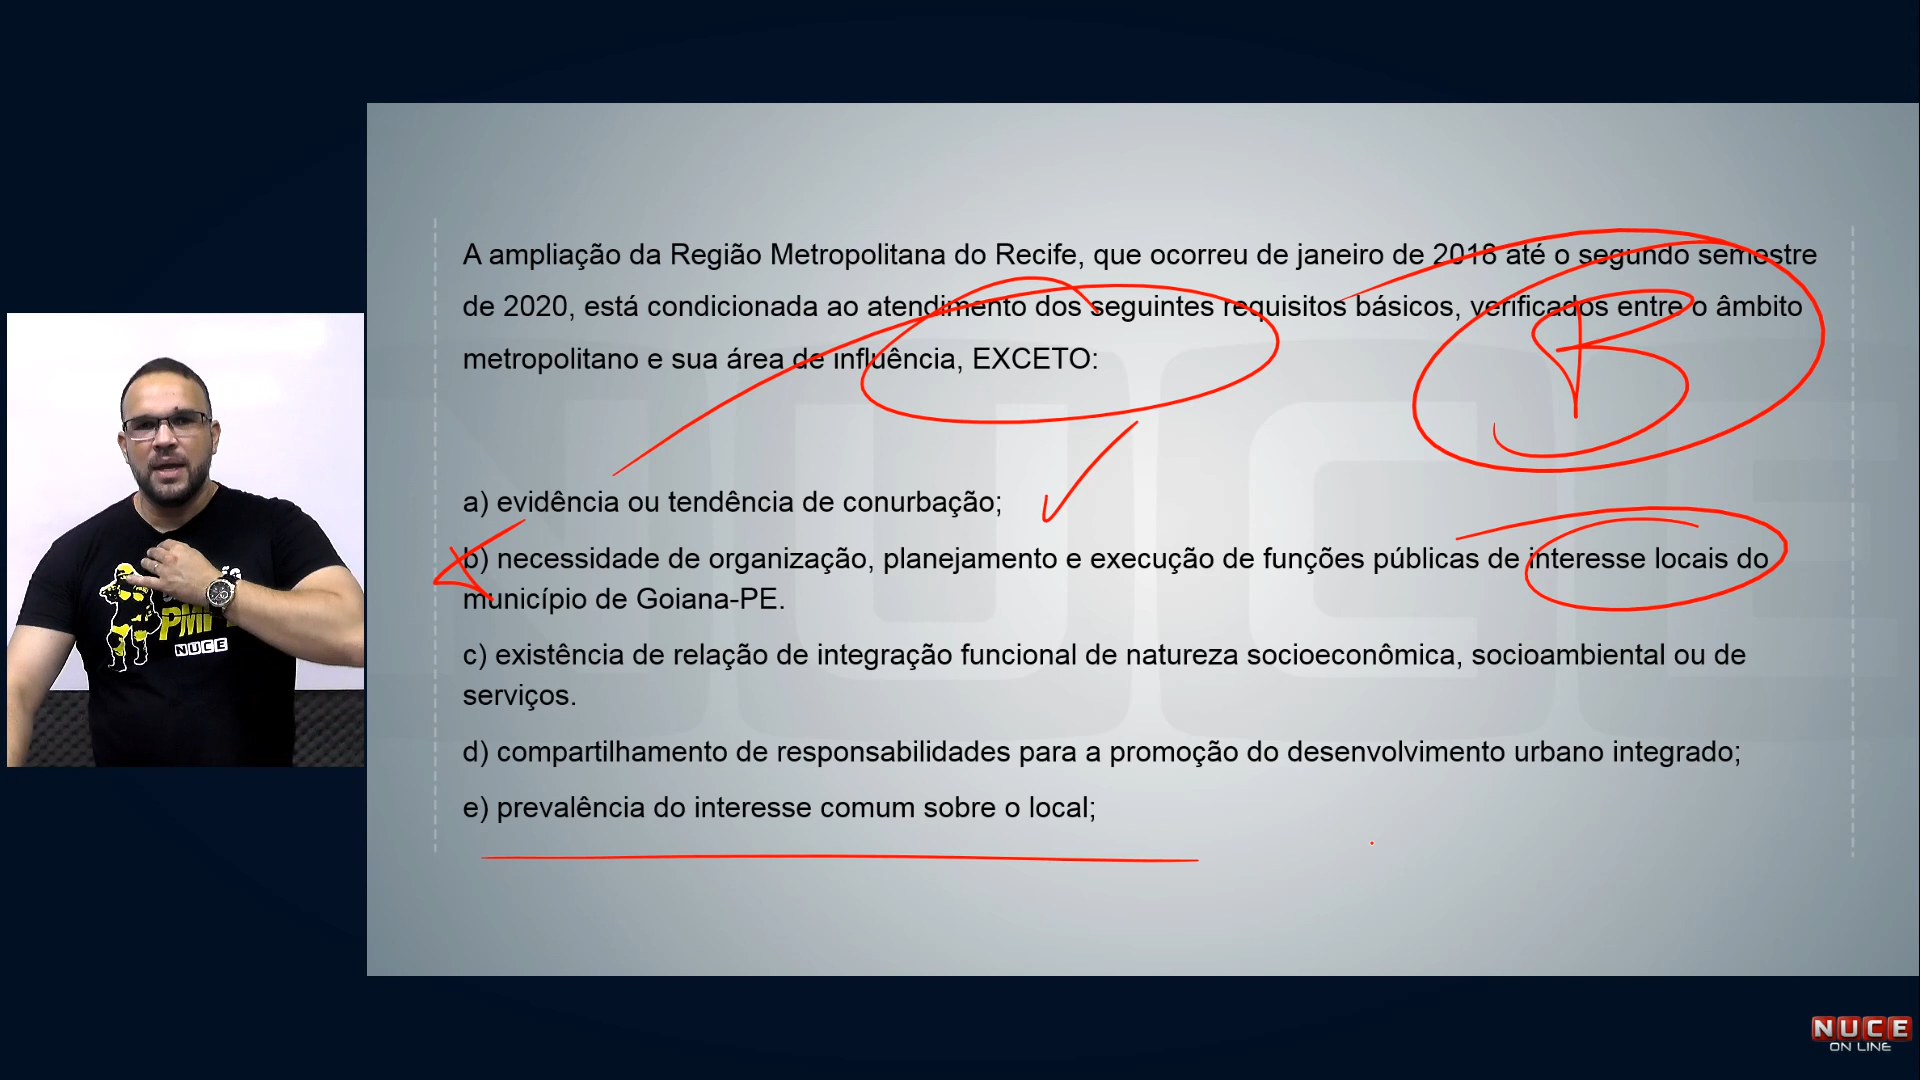 A ampliação da Região Metropolitana do Recife, que ocorreu de janeiro de 2018 até o segundo semestre
de 2020, está condicionada ao atendimento dos seguintes requisitos básicos, verificados entre o âmbito
metropolitano e sua área de influência, EXCETO:
B
a) evidência ou tendência de conurbação;
b) necessidade de organização, planejamento e execução de funções públicas de interesse locais do
município de Goiana-PE.
c) existência de relação de integração funcional de natureza socioeconômica, socioambiental ou de
serviços.
d) compartilhamento de responsabilidades para a promoção do desenvolvimento urbano integrado;
e) prevalência do interesse comum sobre o local;
NUCE
NUCE
NUCE
ON LINE